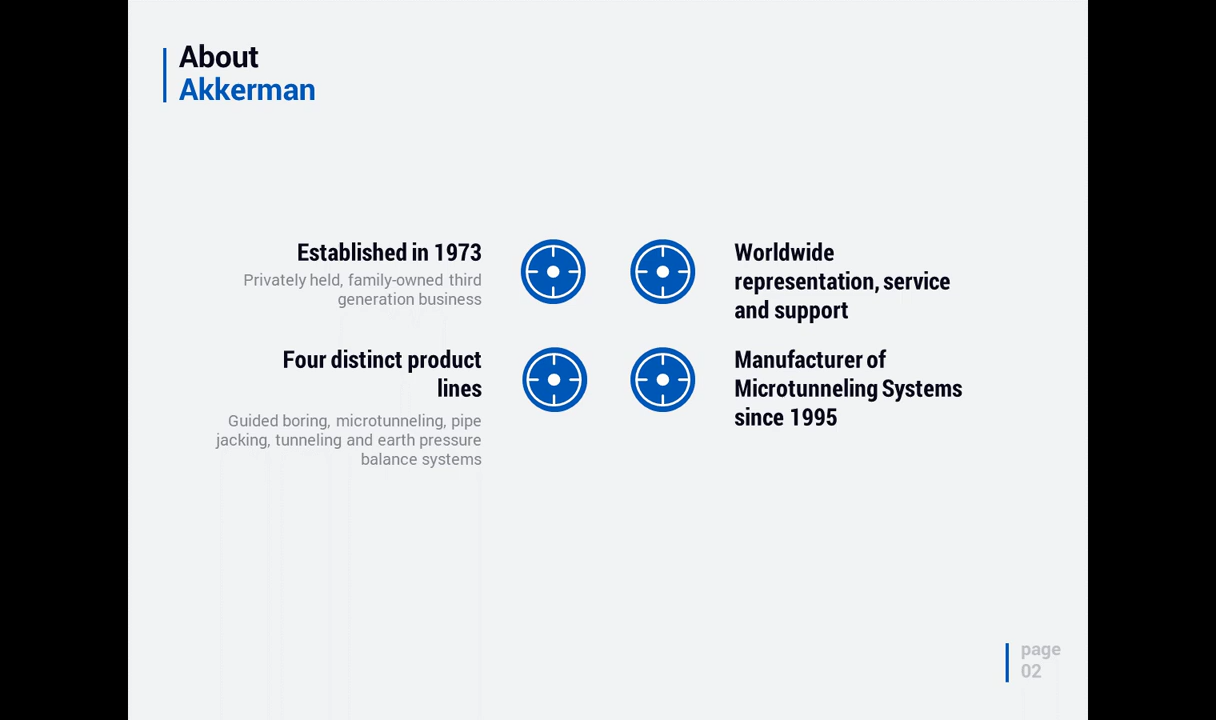 About
Akkerman
Established in 1973
Privately held, family-owned third
generation business
Four distinct product
lines
Guided boring, microtunneling, pipe
jacking, tunneling and earth pressure
balance systems
Worldwide
representation, service
and support
Manufacturer of
Microtunneling Systems
since 1995
page
02